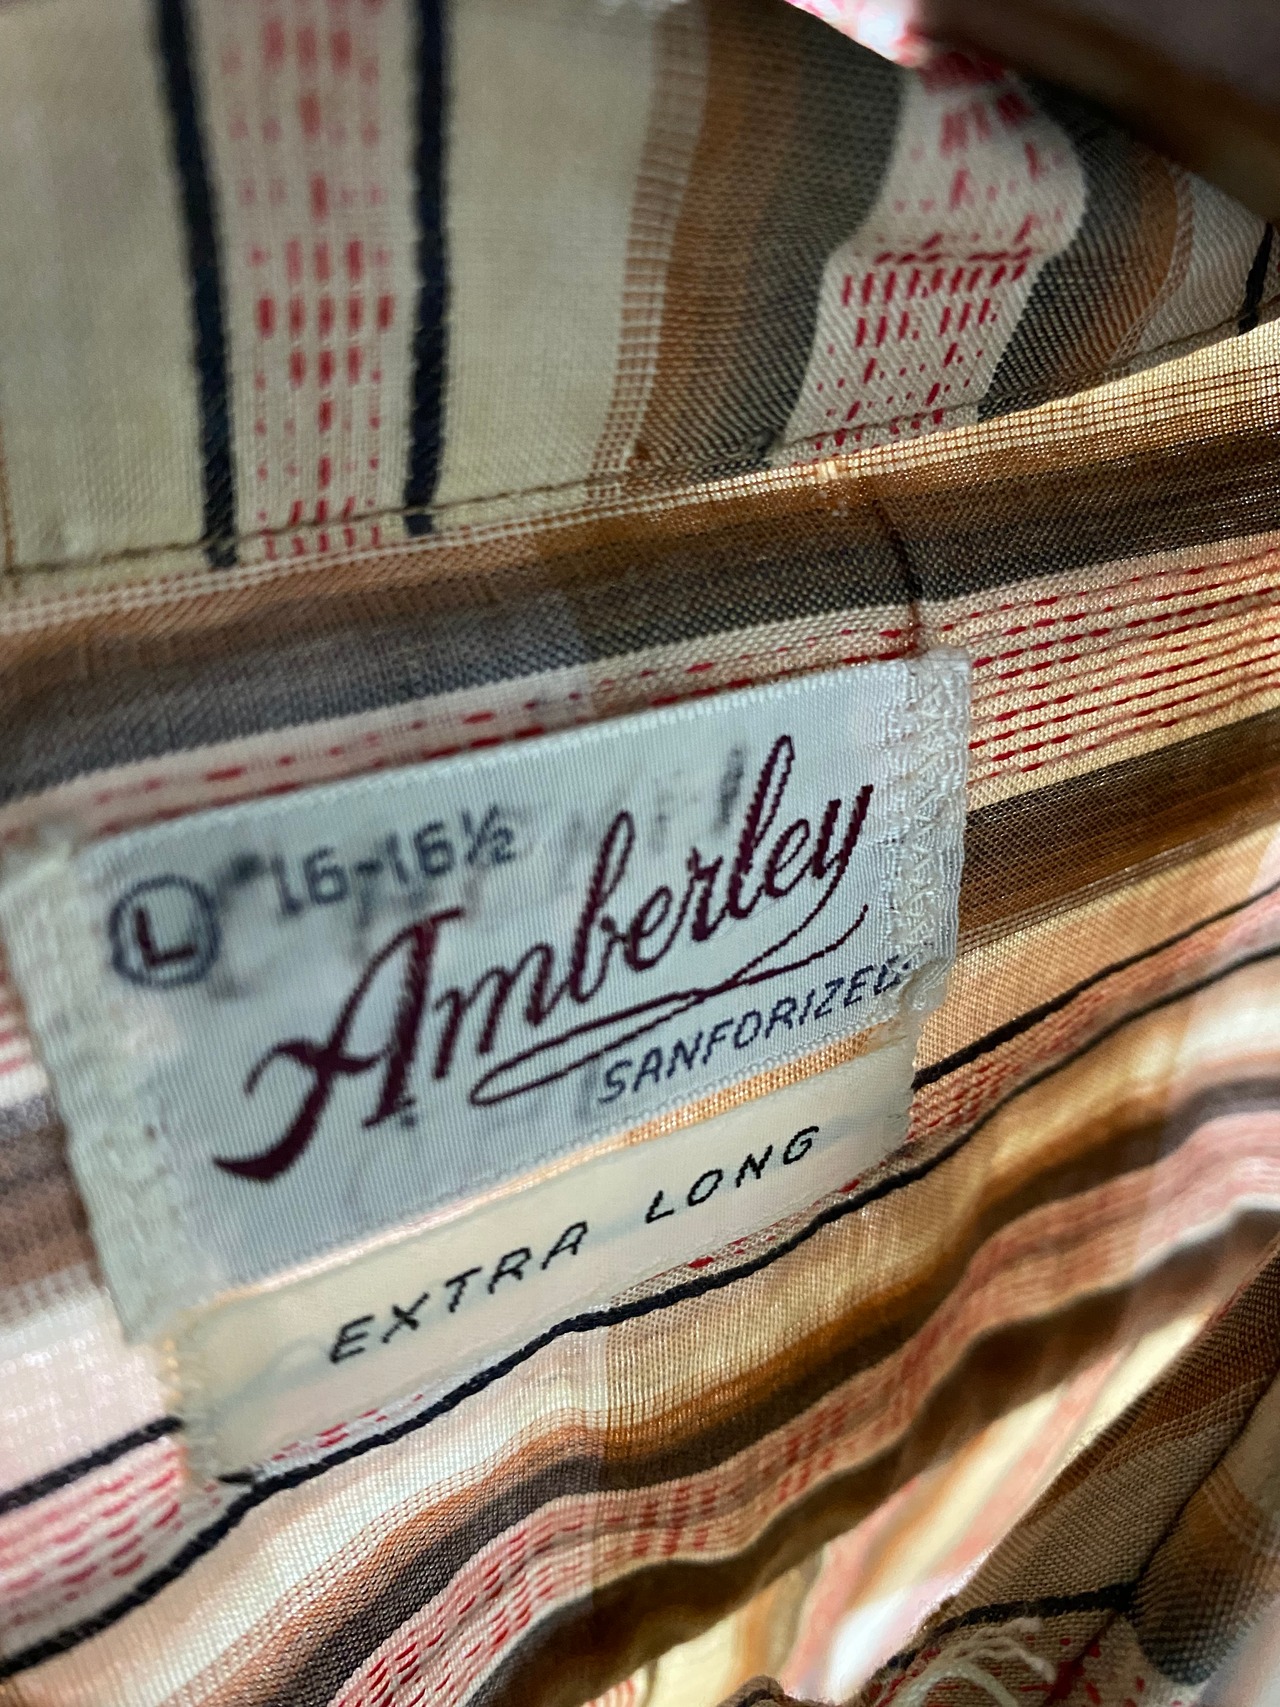 L 16-16½
Amberley
SANFORIZED
EXTRA LONG